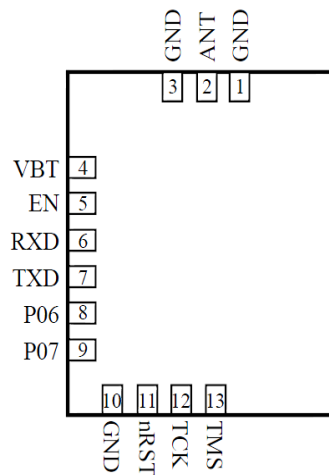 GND ANT GND
3 2 1
VBT 4
EN 5
RXD 6
TXD 7
P06 8
P07 9
10 11 12 13
GND nRST TCK TMS